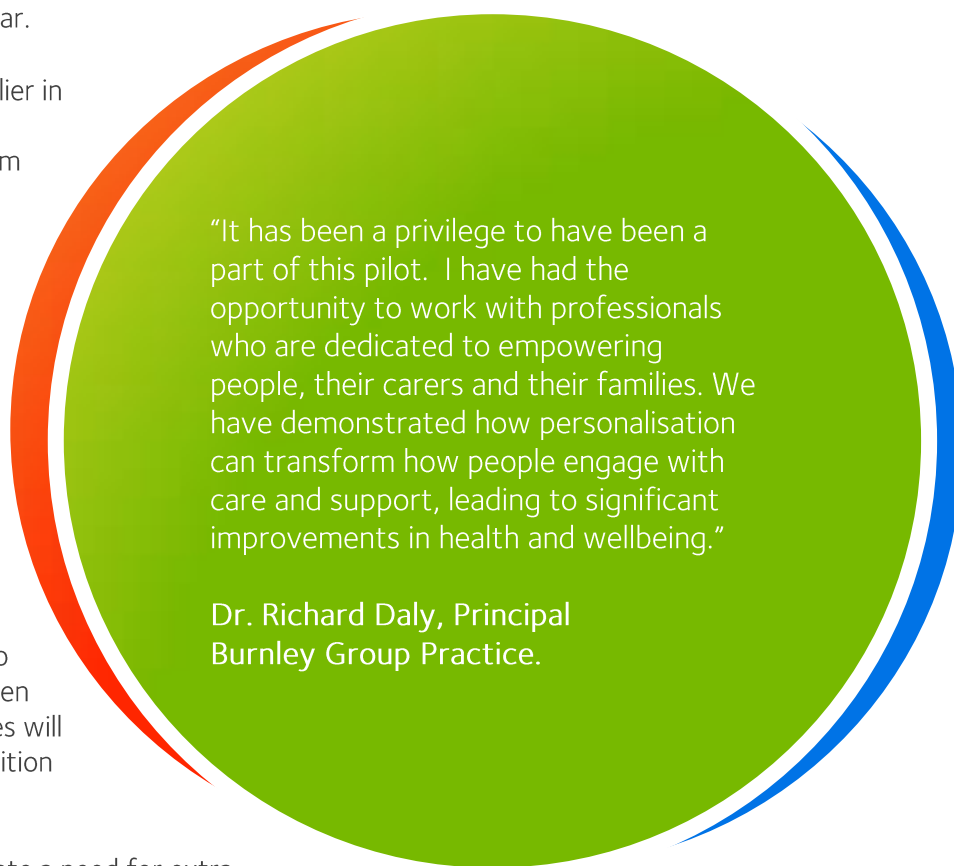 ar.
lier in
m
"It has been a privilege to have been a
part of this pilot.  I have had the
opportunity to work with professionals
who are dedicated to empowering
people, their carers and their families. We
have demonstrated how personalisation
can transform how people engage with
care and support, leading to significant
improvements in health and wellbeing."
Dr. Richard Daly, Principal
Burnley Group Practice.
en
es will
ition
a need for extra